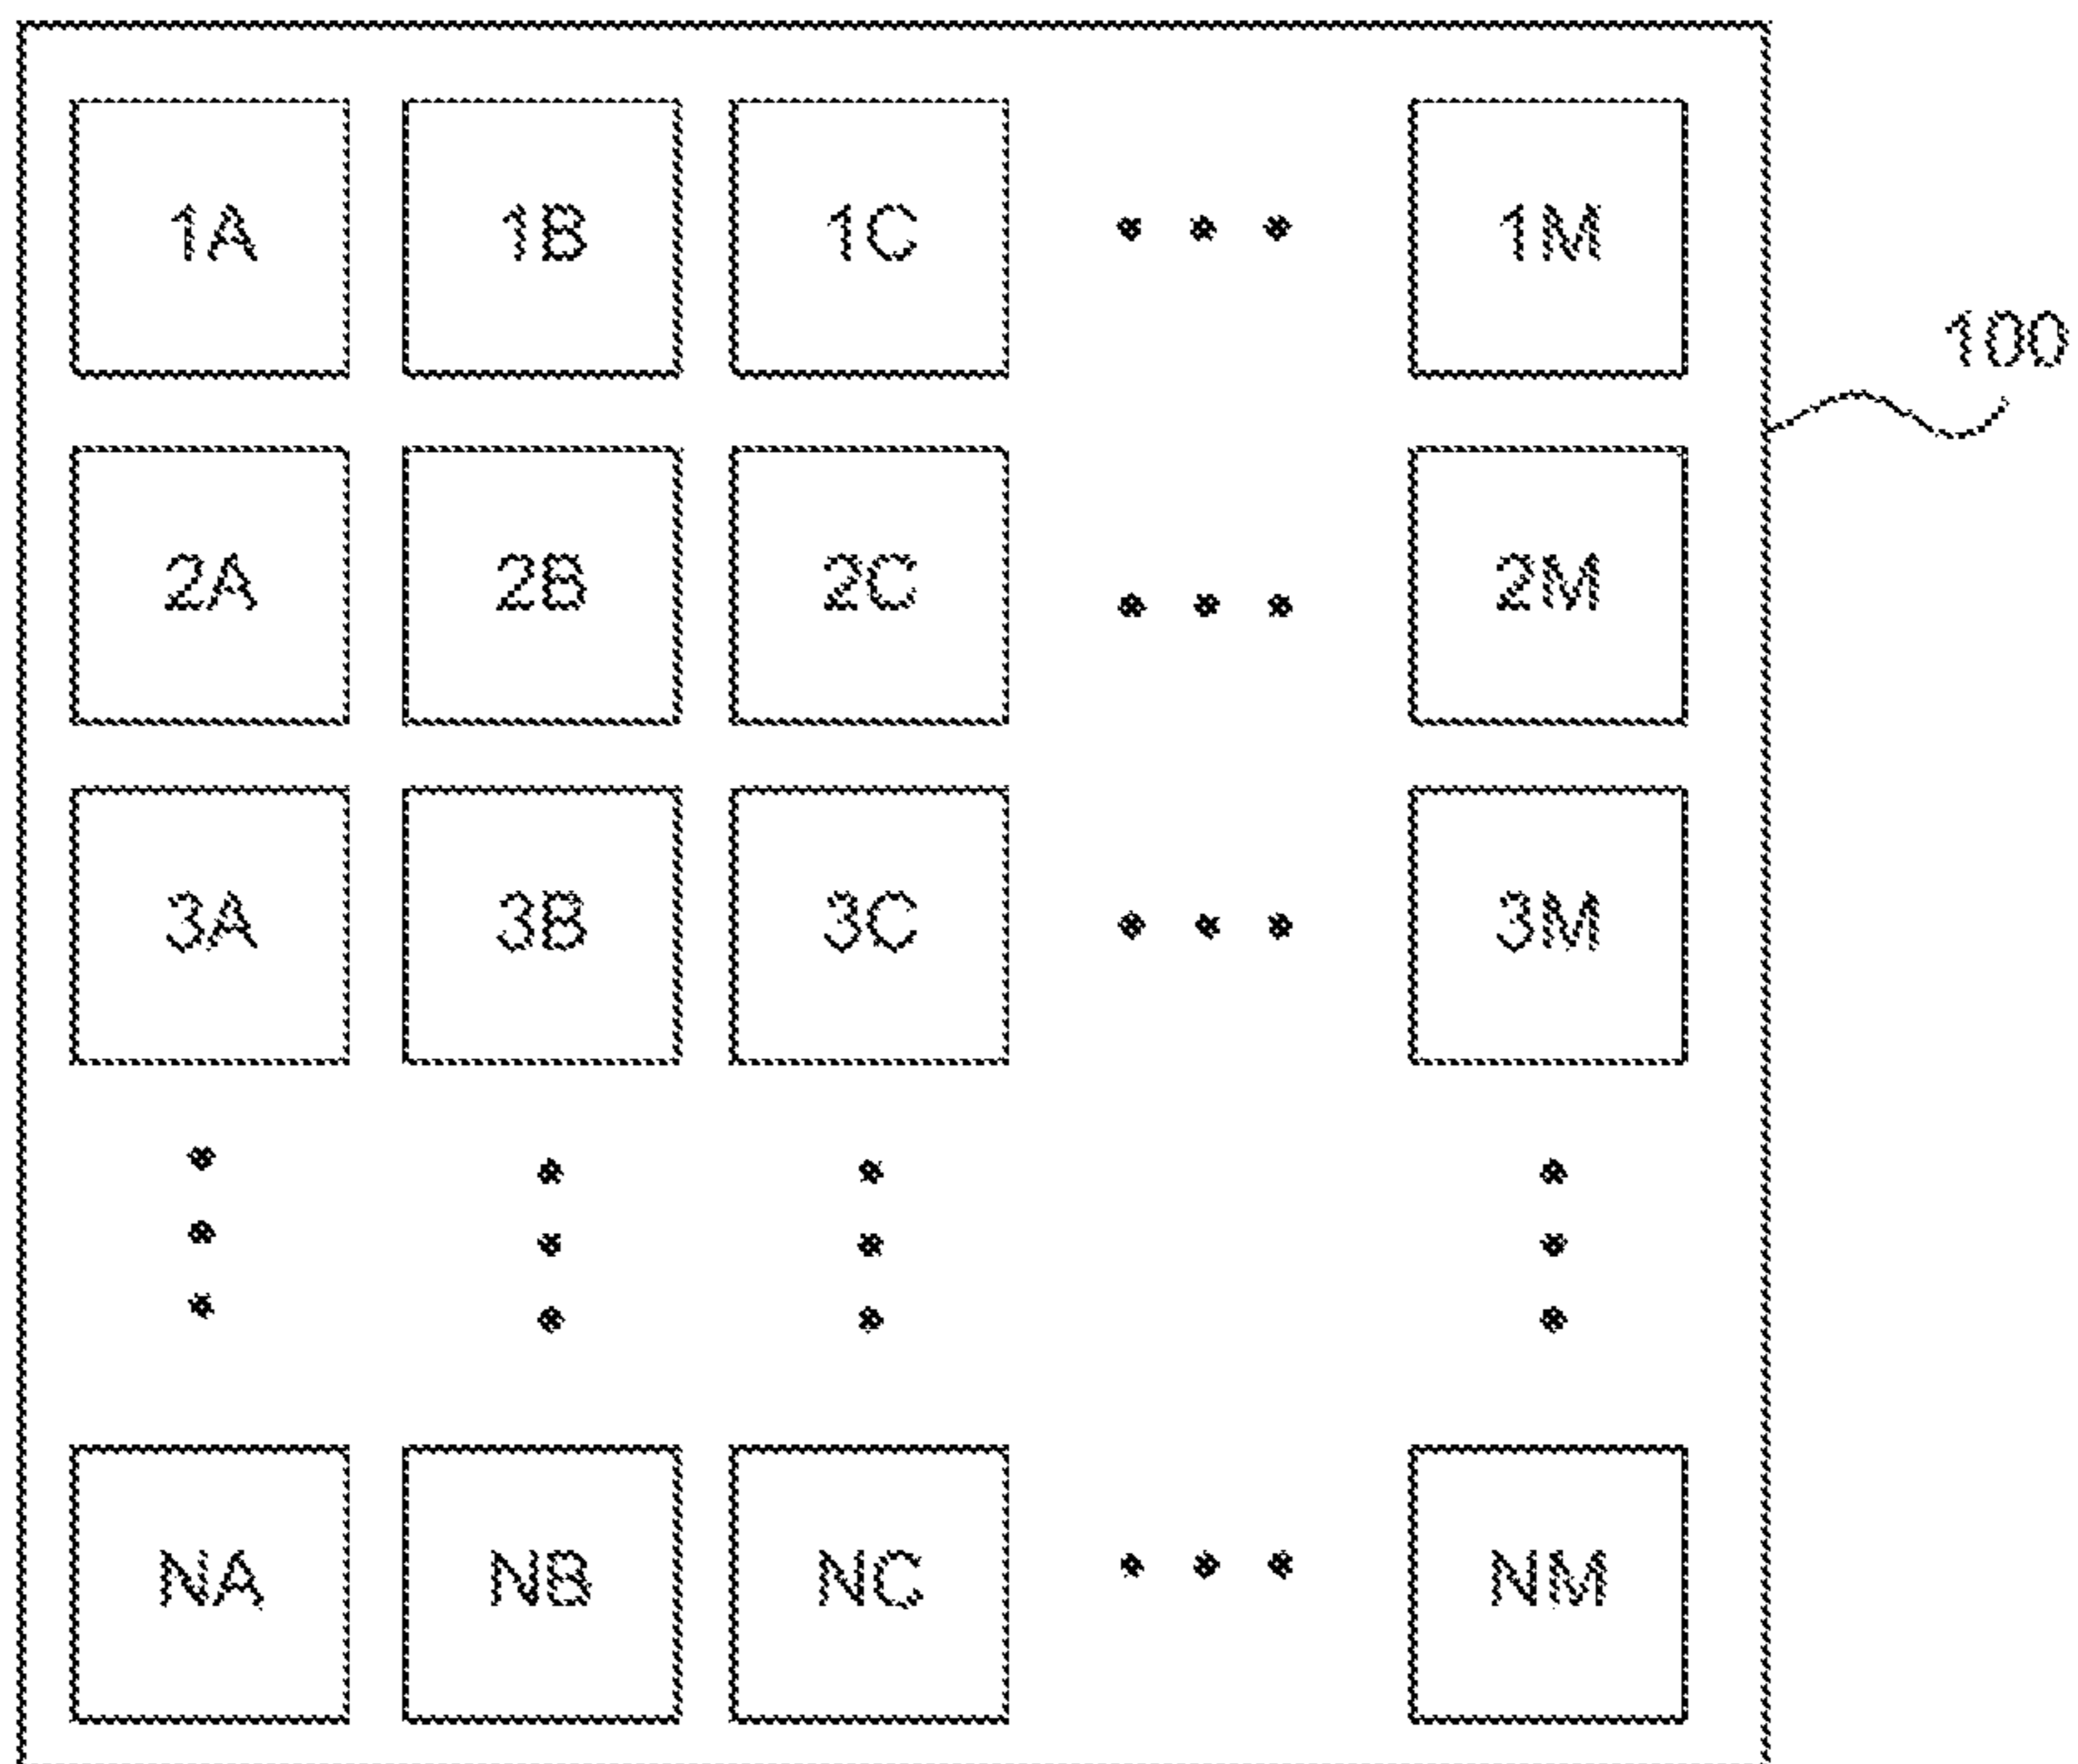 1A 1B 1C • • • 1M
100
2A 2B 2C • • • 2M
3A 3B 3C • • • 3M
NA NB NC • • • NM